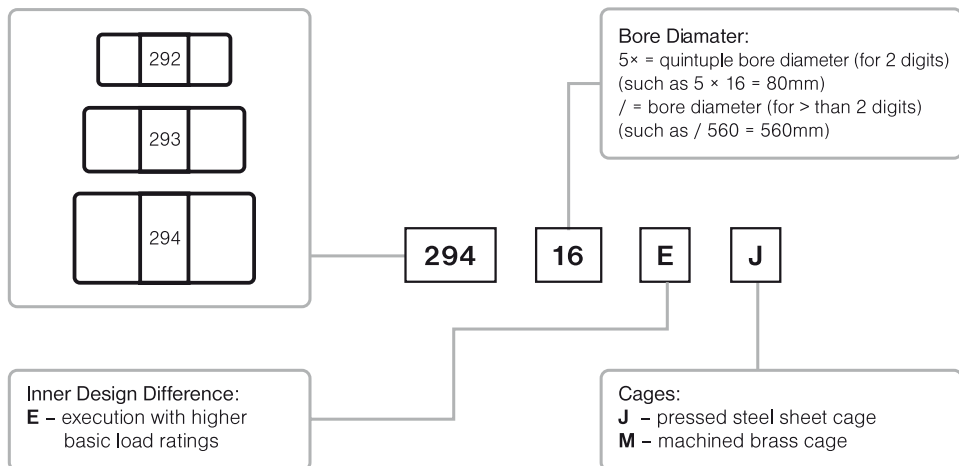 292
293
294
Bore Diamater:
5× = quintuple bore diameter (for 2 digits)
(such as 5 × 16 = 80mm)
/ = bore diameter (for > than 2 digits)
(such as / 560 = 560mm)
294 16 E J
Inner Design Difference:
E – execution with higher
basic load ratings
Cages:
J – pressed steel sheet cage
M – machined brass cage